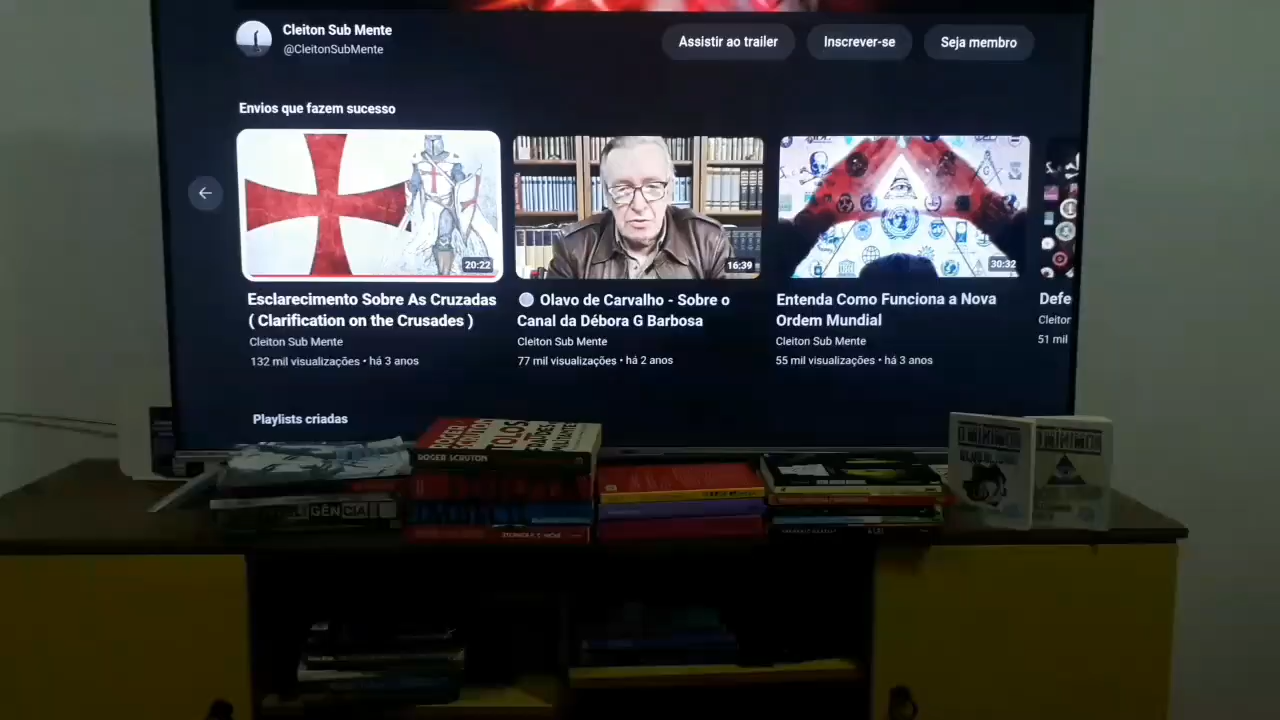 Cleiton Sub Mente
@CleitonSubMente
Assistir ao trailer
Inscrever-se
Seja membro
Envios que fazem sucesso
20:22
16:39
30:32
Esclarecimento Sobre As Cruzadas
( Clarification on the Crusades )
Cleiton Sub Mente
132 mil visualizações • há 3 anos
Olavo de Carvalho - Sobre o
Canal da Débora G Barbosa
Cleiton Sub Mente
77 mil visualizações • há 2 anos
Entenda Como Funciona a Nova
Ordem Mundial
Cleiton Sub Mente
55 mil visualizações • há 3 anos
Defe
Cleitor
51 mil
Playlists criadas
ROGER SCRUTON